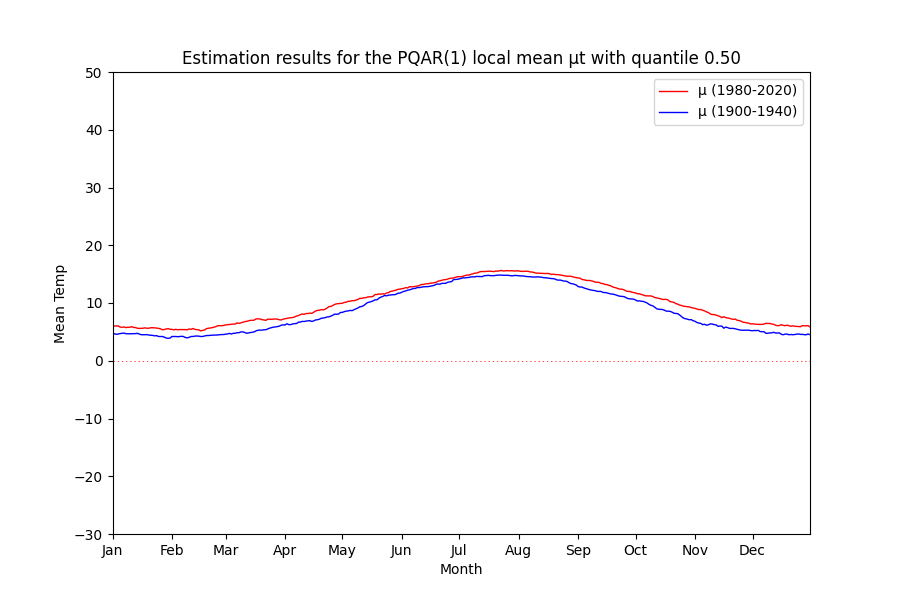 Estimation results for the PQAR(1) local mean μt with quantile 0.50
μ (1980-2020)
μ (1900-1940)
50
40
30
20
10
0
−10
−20
−30
Mean Temp
Jan Feb Mar Apr May Jun Jul Aug Sep Oct Nov Dec
Month